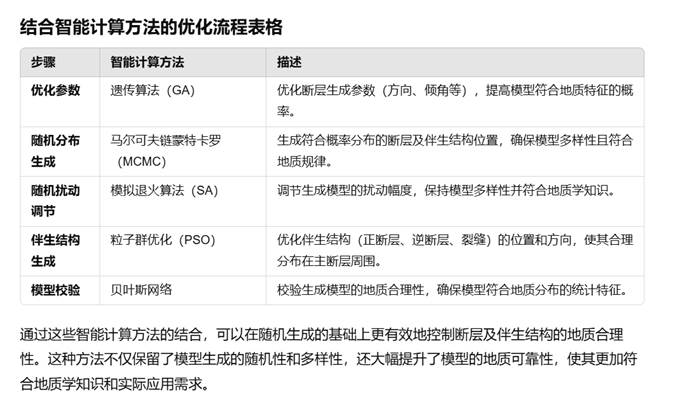 结合智能计算方法的优化流程表格
步骤 智能计算方法 描述
优化参数 遗传算法（GA） 优化断层生成参数（方向、倾角等），提高模型符合地质特征的概
率。
随机分布 马尔可夫链蒙特卡罗 生成符合概率分布的断层及伴生结构位置，确保模型多样性且符合
生成 （MCMC） 地质规律。
随机扰动 模拟退火算法（SA） 调节生成模型的扰动幅度，保持模型多样性并符合地质学知识。
调节
伴生结构 粒子群优化（PSO） 优化伴生结构（正断层、逆断层、裂缝）的位置和方向，使其合理
生成 分布在主断层周围。
模型校验 贝叶斯网络 校验生成模型的地质合理性，确保模型符合地质分布的统计特征。
通过这些智能计算方法的结合，可以在随机生成的基础上更有效地控制断层及伴生结构的地质合理
性。这种方法不仅保留了模型生成的随机性和多样性，还大幅提升了模型的地质可靠性，使其更加符
合地质学知识和实际应用需求。